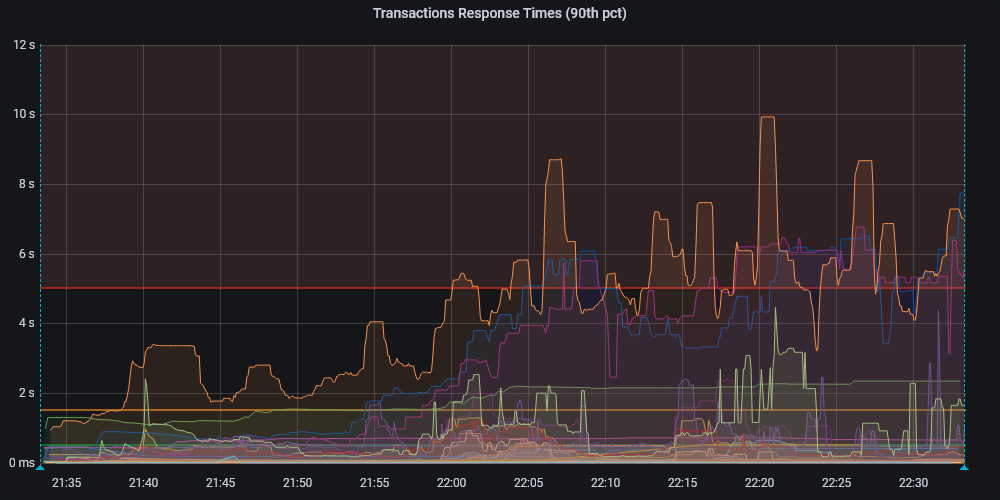 Transactions Response Times (90th pct)
12 s
10 s
8 s
6 s
4 s
2 s
0 ms
21:35 21:40 21:45 21:50 21:55 22:00 22:05 22:10 22:15 22:20 22:25 22:30